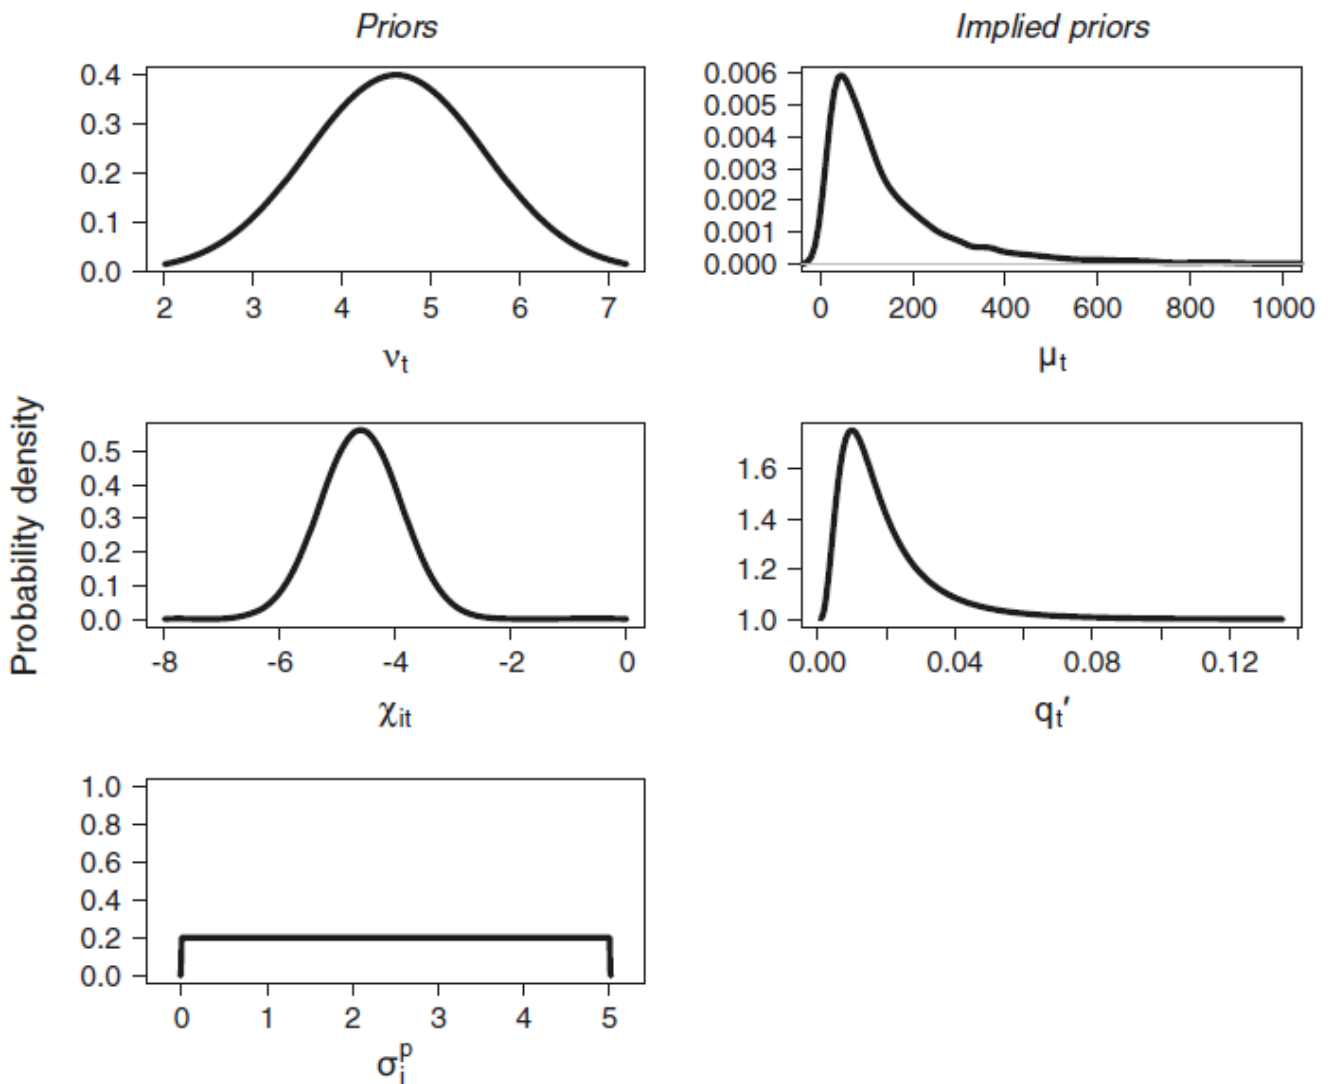 Priors
0.4
0.3
0.2
0.1
0.0
2 3 4 5 6 7
νt
Implied priors
0.006
0.005
0.004
0.003
0.002
0.001
0.000
0 200 400 600 800 1000
μt
Probability density
0.5
0.4
0.3
0.2
0.1
0.0
-8 -6 -4 -2 0
χit
1.6
1.4
1.2
1.0
0.00 0.04 0.08 0.12
qt′
1.0
0.8
0.6
0.4
0.2
0.0
0 1 2 3 4 5
σip